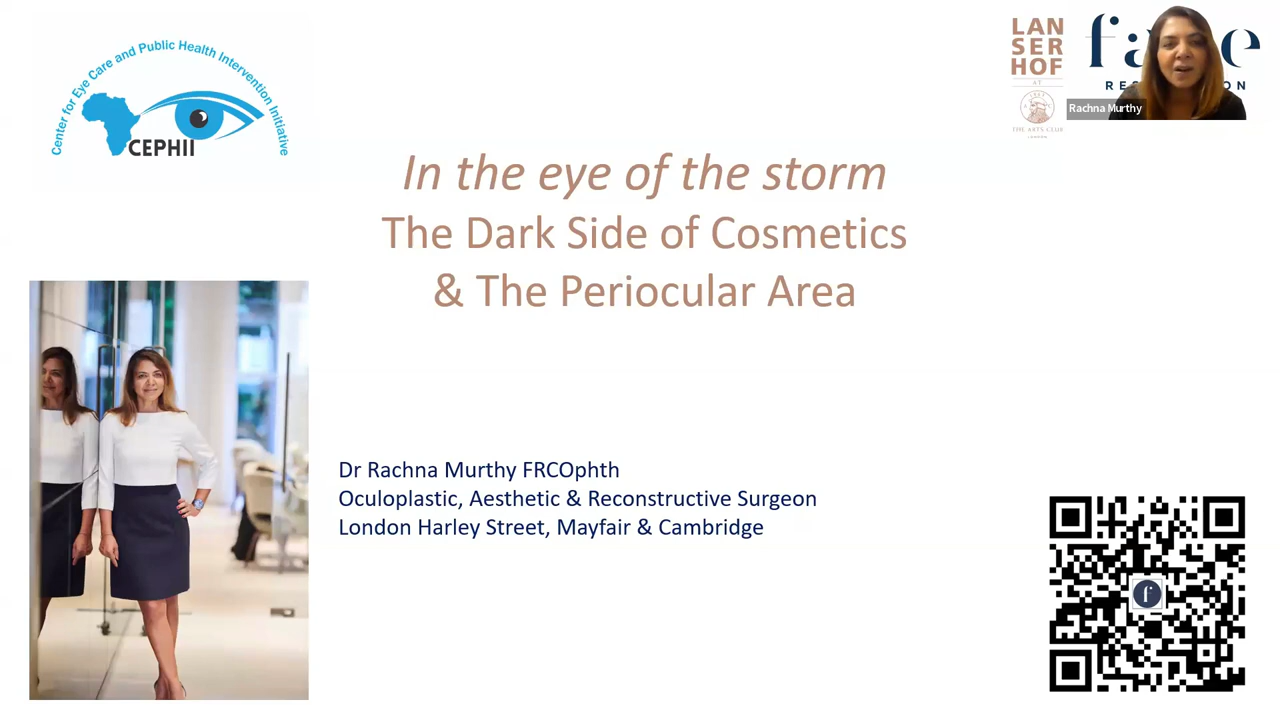 Center for Eye Care and Public Health Intervention Initiative
CEPHII
LAN
SER
HOF
AT
THE ARTS CLUB
LONDON
Rachna Murthy
In the eye of the storm
The Dark Side of Cosmetics
& The Periocular Area
Dr Rachna Murthy FRCOphth
Oculoplastic, Aesthetic & Reconstructive Surgeon
London Harley Street, Mayfair & Cambridge
f